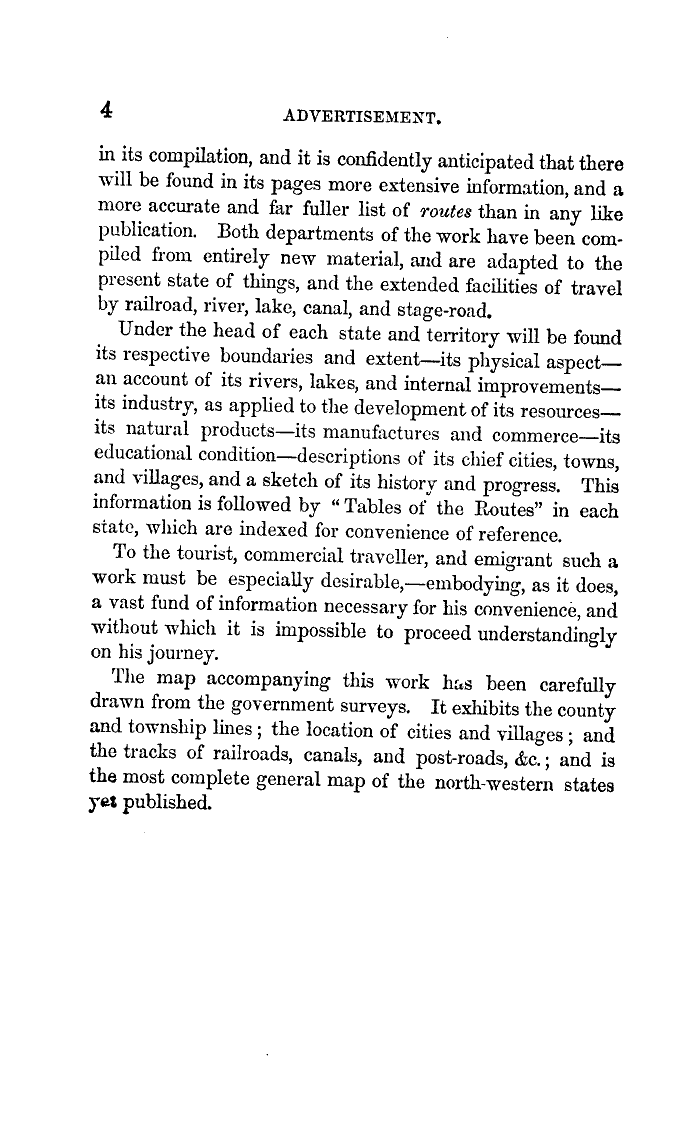 4 ADVERTISEMENT.
in its compilation, and it is confidently anticipated that there
will be found in its pages more extensive information, and a
more accurate and far fuller list of routes than in any like
publication. Both departments of the work have been com-
piled from entirely new material, and are adapted to the
present state of things, and the extended facilities of travel
by railroad, river, lake, canal, and stage-road.
Under the head of each state and territory will be found
its respective boundaries and extent—its physical aspect—
an account of its rivers, lakes, and internal improvements—
its industry, as applied to the development of its resources—
its natural products—its manufactures and commerce—its
educational condition—descriptions of its chief cities, towns,
and villages, and a sketch of its history and progress. This
information is followed by "Tables of the Routes" in each
state, which are indexed for convenience of reference.
To the tourist, commercial traveller, and emigrant such a
work must be especially desirable,—embodying, as it does,
a vast fund of information necessary for his convenience, and
without which it is impossible to proceed understandingly
on his journey.
The map accompanying this work has been carefully
drawn from the government surveys. It exhibits the county
and township lines; the location of cities and villages; and
the tracks of railroads, canals, and post-roads, &c.; and is
the most complete general map of the north-western states
yet published.